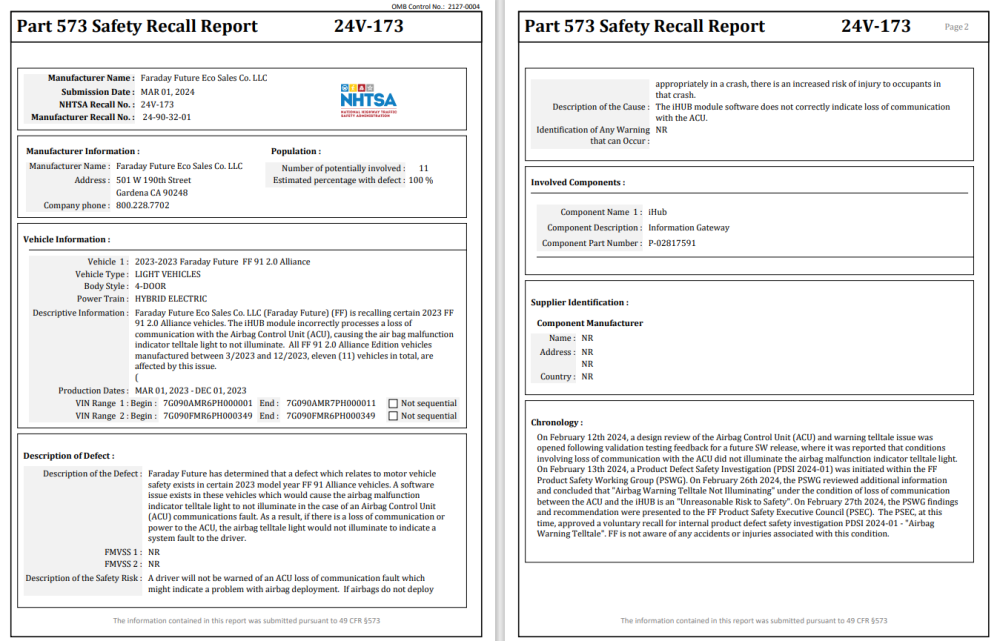 OMB Control No.: 2127-0004
Part 573 Safety Recall Report 24V-173
Manufacturer Name : Faraday Future Eco Sales Co. LLC
Submission Date : MAR 01, 2024
NHTSA Recall No. : 24V-173
Manufacturer Recall No. : 24-90-32-01
NHTSA
NATIONAL HIGHWAY TRAFFIC
SAFETY ADMINISTRATION
Manufacturer Information :
Manufacturer Name : Faraday Future Eco Sales Co. LLC
Address : 501 W 190th Street
Gardena CA 90248
Company phone : 800.228.7702
Population :
Number of potentially involved : 11
Estimated percentage with defect : 100 %
Vehicle Information :
Vehicle 1 : 2023-2023 Faraday Future FF 91 2.0 Alliance
Vehicle Type : LIGHT VEHICLES
Body Style : 4-DOOR
Power Train : HYBRID ELECTRIC
Descriptive Information : Faraday Future Eco Sales Co. LLC (Faraday Future) (FF) is recalling certain 2023 FF
91 2.0 Alliance vehicles. The iHUB module incorrectly processes a loss of
communication with the Airbag Control Unit (ACU), causing the air bag malfunction
indicator telltale light to not illuminate. All FF 91 2.0 Alliance Edition vehicles
manufactured between 3/2023 and 12/2023, eleven (11) vehicles in total, are
affected by this issue.
(
Production Dates : MAR 01, 2023 - DEC 01, 2023
VIN Range 1 : Begin : 7G090AMR6PH000001 End : 7G090AMR7PH000011 Not sequential
VIN Range 2 : Begin : 7G090FMR6PH000349 End : 7G090FMR6PH000349 Not sequential
Description of Defect :
Description of the Defect : Faraday Future has determined that a defect which relates to motor vehicle
safety exists in certain 2023 model year FF 91 Alliance vehicles. A software
issue exists in these vehicles which would cause the airbag malfunction
indicator telltale light to not illuminate in the case of an Airbag Control Unit
(ACU) communications fault. As a result, if there is a loss of communication or
power to the ACU, the airbag telltale light would not illuminate to indicate a
system fault to the driver.
FMVSS 1 : NR
FMVSS 2 : NR
Description of the Safety Risk : A driver will not be warned of an ACU loss of communication fault which
might indicate a problem with airbag deployment. If airbags do not deploy
The information contained in this report was submitted pursuant to 49 CFR §573
Part 573 Safety Recall Report 24V-173 Page 2
appropriately in a crash, there is an increased risk of injury to occupants in
that crash.
Description of the Cause : The iHUB module software does not correctly indicate loss of communication
with the ACU.
Identification of Any Warning NR
that can Occur :
Involved Components :
Component Name 1 : iHub
Component Description : Information Gateway
Component Part Number : P-02817591
Supplier Identification :
Component Manufacturer
Name : NR
Address : NR
NR
Country : NR
Chronology :
On February 12th 2024, a design review of the Airbag Control Unit (ACU) and warning telltale issue was
opened following validation testing feedback for a future SW release, where it was reported that conditions
involving loss of communication with the ACU did not illuminate the airbag malfunction indicator telltale light.
On February 13th 2024, a Product Defect Safety Investigation (PDSI 2024-01) was initiated within the FF
Product Safety Working Group (PSWG). On February 26th 2024, the PSWG reviewed additional information
and concluded that "Airbag Warning Telltale Not Illuminating" under the condition of loss of communication
between the ACU and the iHUB is an "Unreasonable Risk to Safety". On February 27th 2024, the PSWG findings
and recommendation were presented to the FF Product Safety Executive Council (PSEC). The PSEC, at this
time, approved a voluntary recall for internal product defect safety investigation PDSI 2024-01 - "Airbag
Warning Telltale". FF is not aware of any accidents or injuries associated with this condition.
The information contained in this report was submitted pursuant to 49 CFR §573